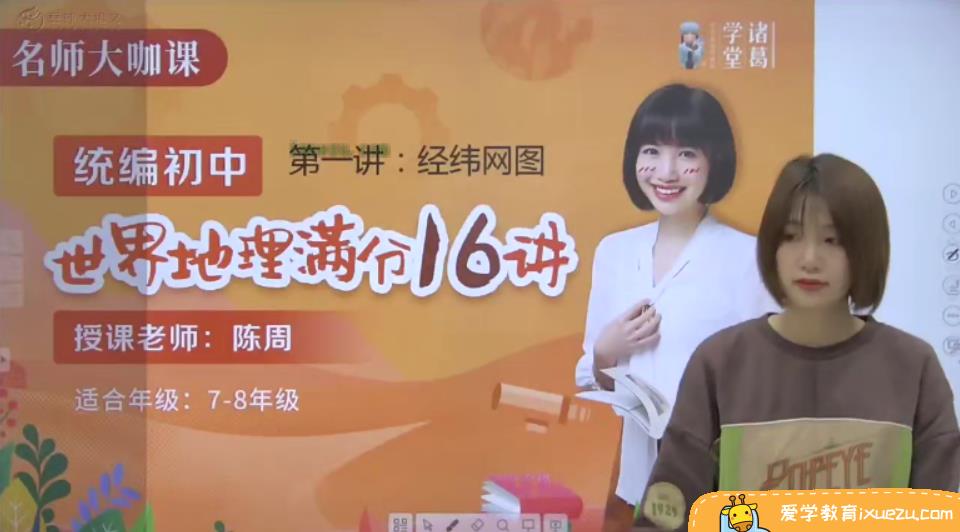 名师大咖课
诸葛
学堂
统编初中
第一讲：经纬网图
世界地理满分16讲
授课老师：陈周
适合年级：7-8年级
POPEYE
1929
爱学教育ixuezu.com